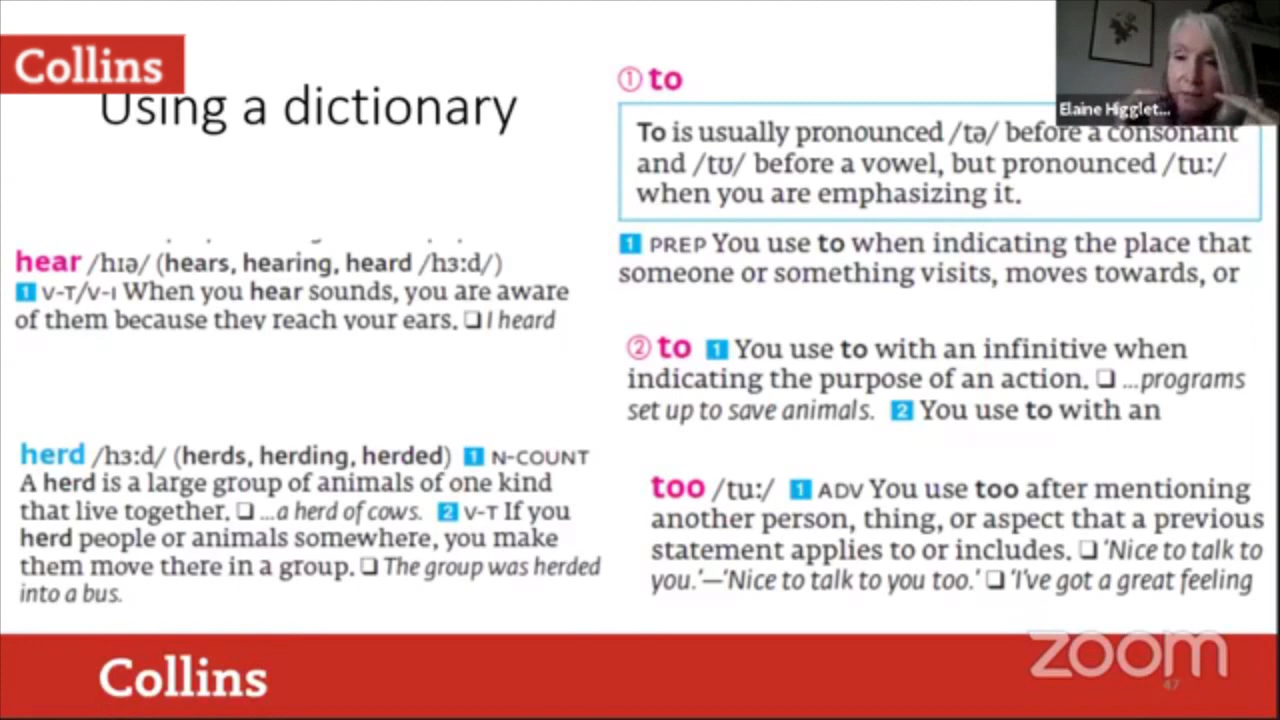 Collins
Using a dictionary
hear /hɪə/ (hears, hearing, heard /hɜːd/)
1 V-T/V-I When you hear sounds, you are aware
of them because they reach your ears. ❑ I heard
herd /hɜːd/ (herds, herding, herded) 1 N-COUNT
A herd is a large group of animals of one kind
that live together. ❑ ...a herd of cows. 2 V-T If you
herd people or animals somewhere, you make
them move there in a group. ❑ The group was herded
into a bus.
① to
To is usually pronounced /tə/ before a consonant
and /tʊ/ before a vowel, but pronounced /tuː/
when you are emphasizing it.
1 PREP You use to when indicating the place that
someone or something visits, moves towards, or
② to 1 You use to with an infinitive when
indicating the purpose of an action. ❑ ...programs
set up to save animals. 2 You use to with an
too /tuː/ 1 ADV You use too after mentioning
another person, thing, or aspect that a previous
statement applies to or includes. ❑ 'Nice to talk to
you.'—'Nice to talk to you too.' ❑ 'I've got a great feeling
Elaine Higglet...
Collins
zoom
47